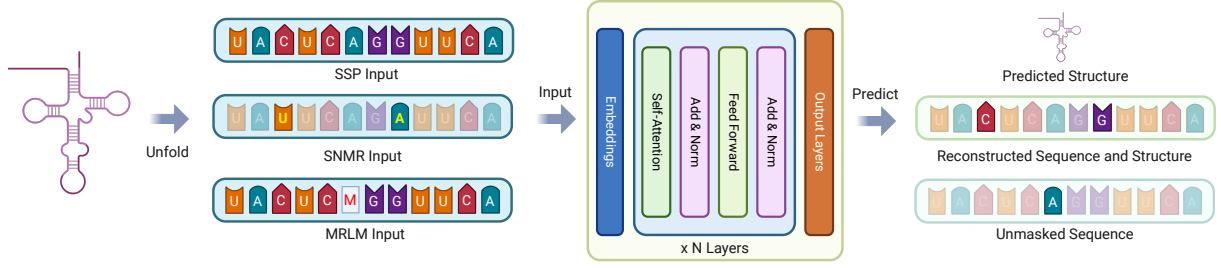 Unfold
U A C U C A G G U U C A
SSP Input
U A U U C A G A U U C A
SNMR Input
U A C U C M G G U U C A
MRLM Input
Input
Embeddings
Self-Attention
Add & Norm
Feed Forward
Add & Norm
Output Layers
x N Layers
Predict
Predicted Structure
U A C U C A G G U U C A
Reconstructed Sequence and Structure
U A C U C A G G U U C A
Unmasked Sequence